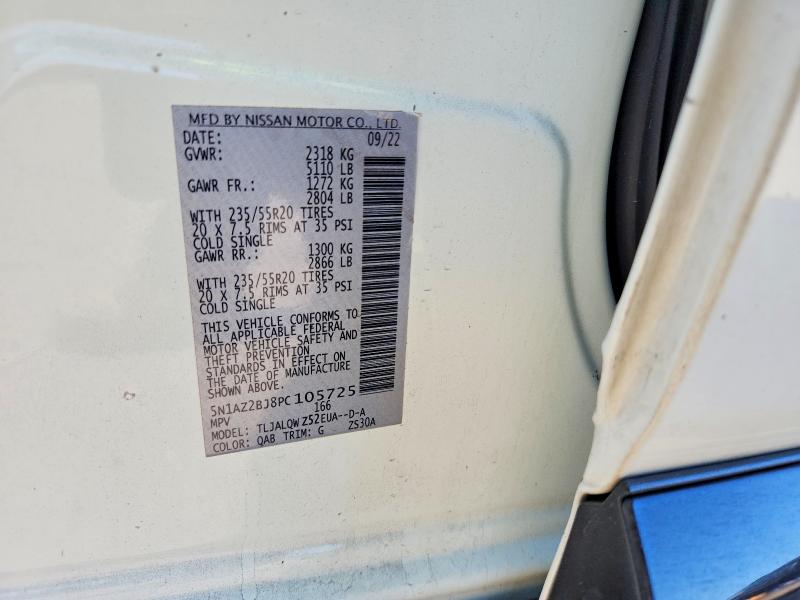 MFD BY NISSAN MOTOR CO., LTD.
DATE: 09/22
GVWR: 2318 KG
5110 LB
GAWR FR.: 1272 KG
2804 LB
WITH 235/55R20 TIRES
20 X 7.5 RIMS AT 35 PSI
COLD SINGLE
GAWR RR.: 1300 KG
2866 LB
WITH 235/55R20 TIRES
20 X 7.5 RIMS AT 35 PSI
COLD SINGLE
THIS VEHICLE CONFORMS TO
ALL APPLICABLE FEDERAL
MOTOR VEHICLE SAFETY AND
THEFT PREVENTION
STANDARDS IN EFFECT ON
THE DATE OF MANUFACTURE
SHOWN ABOVE.
5N1AZ2BJ8PC105725
MPV 166
MODEL: TLJALQWZ52EUA--D-A
COLOR: QAB TRIM: G ZS30A